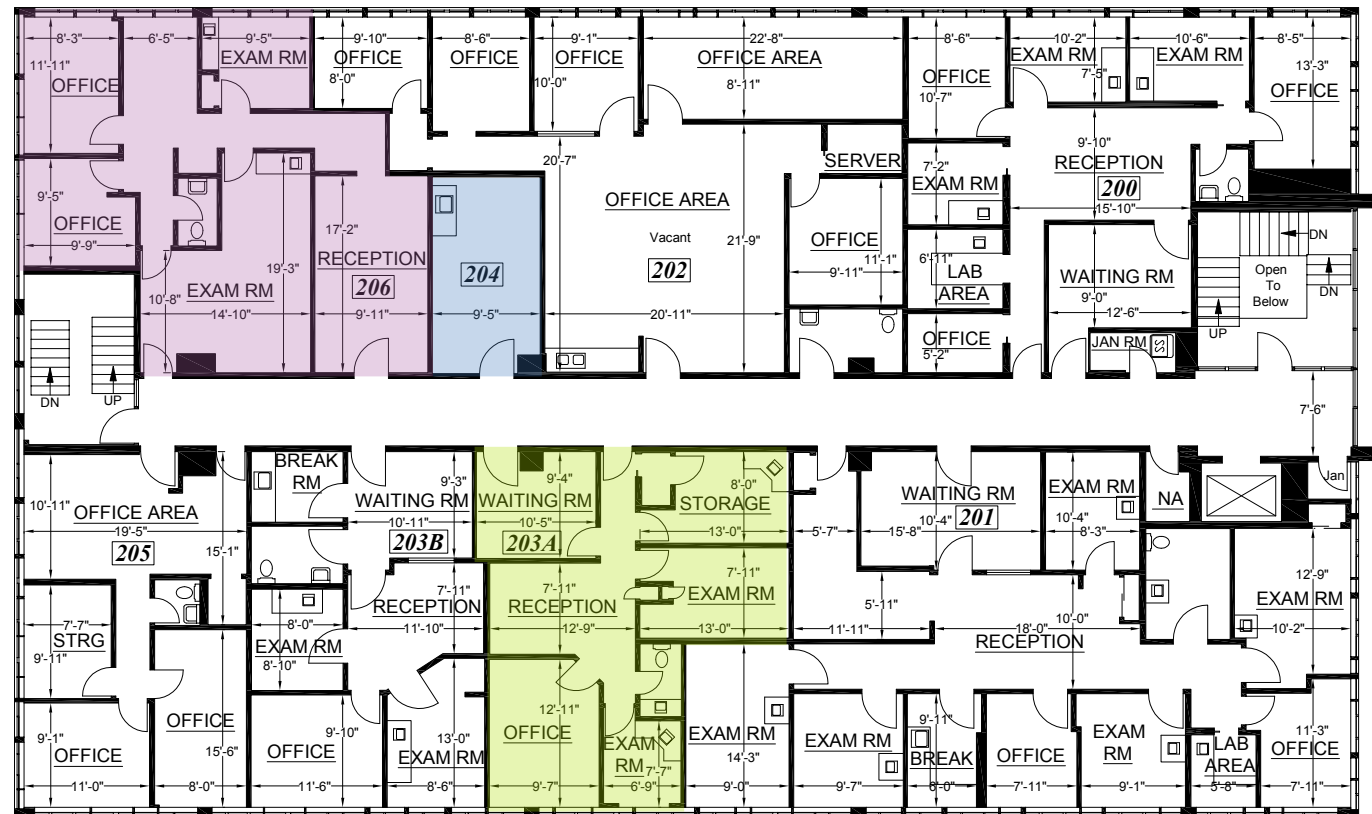 8'-3"
6'-5"
9'-5"
EXAM RM
11'-11"
OFFICE
9'-10"
OFFICE
8'-0"
8'-6"
OFFICE
9'-1"
OFFICE
10'-0"
22'-8"
OFFICE AREA
8'-11"
8'-6"
OFFICE
10'-7"
10'-2"
EXAM RM
7'-5"
10'-6"
EXAM RM
8'-5"
13'-3"
OFFICE
9'-5"
OFFICE
9'-9"
10'-8"
EXAM RM
14'-10"
19'-3"
17'-2"
RECEPTION
206
9'-11"
204
9'-5"
20'-7"
OFFICE AREA
Vacant
202
21'-9"
20'-11"
SERVER
OFFICE
11'-1"
9'-11"
7'-2"
EXAM RM
6'-11"
LAB
AREA
OFFICE
5'-2"
9'-10"
RECEPTION
200
15'-10"
WAITING RM
9'-0"
12'-6"
JAN RM
SS
DN
Open
To
Below
DN
UP
DN
UP
7'-6"
10'-11"
OFFICE AREA
19'-5"
205
15'-1"
BREAK
RM
9'-3"
WAITING RM
10'-11"
203B
9'-4"
WAITING RM
10'-5"
203A
8'-0"
STORAGE
13'-0"
5'-7"
WAITING RM
15'-8"
10'-4"
201
EXAM RM
10'-4"
8'-3"
NA
Jan
7'-7"
STRG
9'-11"
8'-0"
EXAM RM
8'-10"
7'-11"
RECEPTION
11'-10"
7'-11"
RECEPTION
12'-9"
7'-11"
EXAM RM
13'-0"
5'-11"
11'-11"
18'-0"
10'-0"
RECEPTION
12'-9"
EXAM RM
10'-2"
9'-1"
OFFICE
11'-0"
OFFICE
15'-6"
8'-0"
9'-10"
OFFICE
11'-6"
13'-0"
EXAM RM
8'-6"
12'-11"
OFFICE
9'-7"
EXAM
RM
7'-7"
6'-9"
EXAM RM
14'-3"
9'-0"
EXAM RM
9'-7"
9'-11"
BREAK
6'-0"
OFFICE
7'-11"
EXAM
RM
9'-1"
LAB
AREA
5'-8"
11'-3"
OFFICE
7'-11"